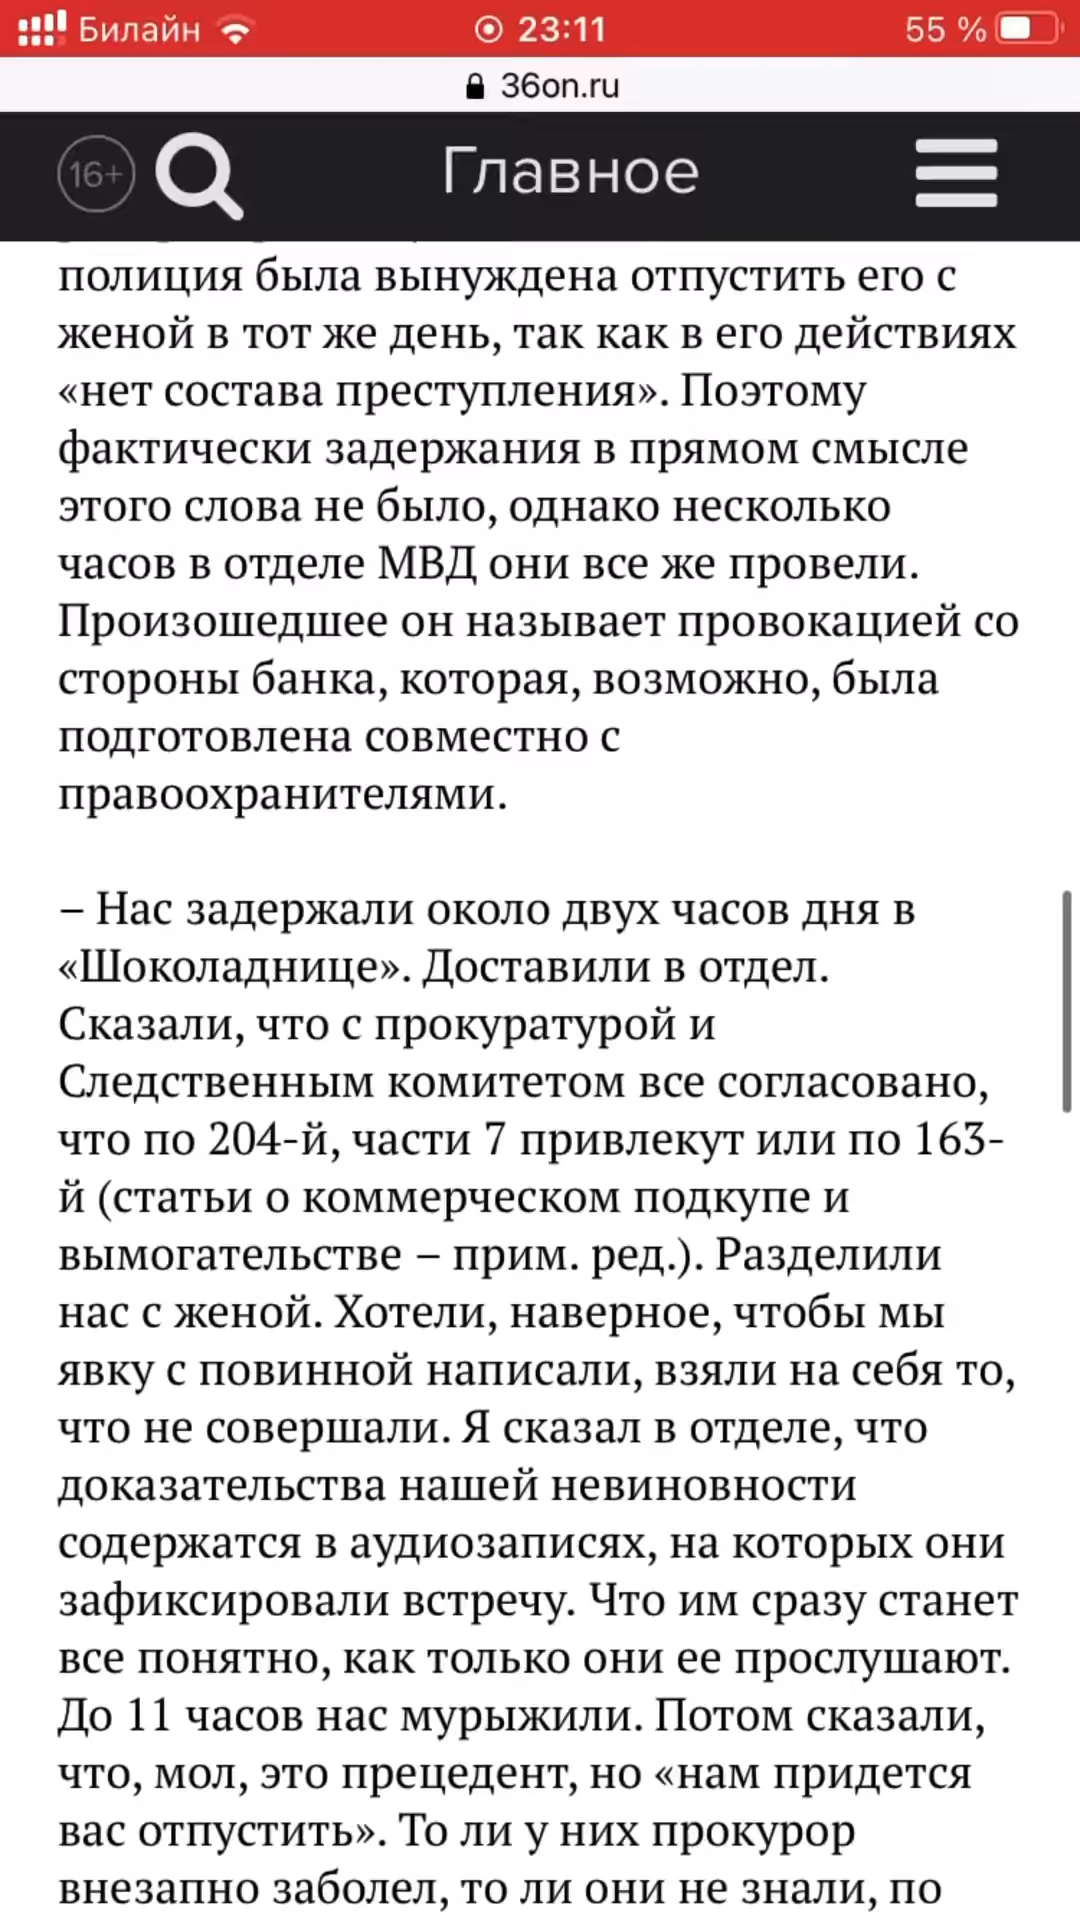 Билайн 23:11 55 %
36on.ru
16+ Главное
полиция была вынуждена отпустить его с
женой в тот же день, так как в его действиях
«нет состава преступления». Поэтому
фактически задержания в прямом смысле
этого слова не было, однако несколько
часов в отделе МВД они все же провели.
Произошедшее он называет провокацией со
стороны банка, которая, возможно, была
подготовлена совместно с
правоохранителями.
– Нас задержали около двух часов дня в
«Шоколаднице». Доставили в отдел.
Сказали, что с прокуратурой и
Следственным комитетом все согласовано,
что по 204-й, части 7 привлекут или по 163-
й (статьи о коммерческом подкупе и
вымогательстве – прим. ред.). Разделили
нас с женой. Хотели, наверное, чтобы мы
явку с повинной написали, взяли на себя то,
что не совершали. Я сказал в отделе, что
доказательства нашей невиновности
содержатся в аудиозаписях, на которых они
зафиксировали встречу. Что им сразу станет
все понятно, как только они ее прослушают.
До 11 часов нас мурыжили. Потом сказали,
что, мол, это прецедент, но «нам придется
вас отпустить». То ли у них прокурор
внезапно заболел, то ли они не знали, по